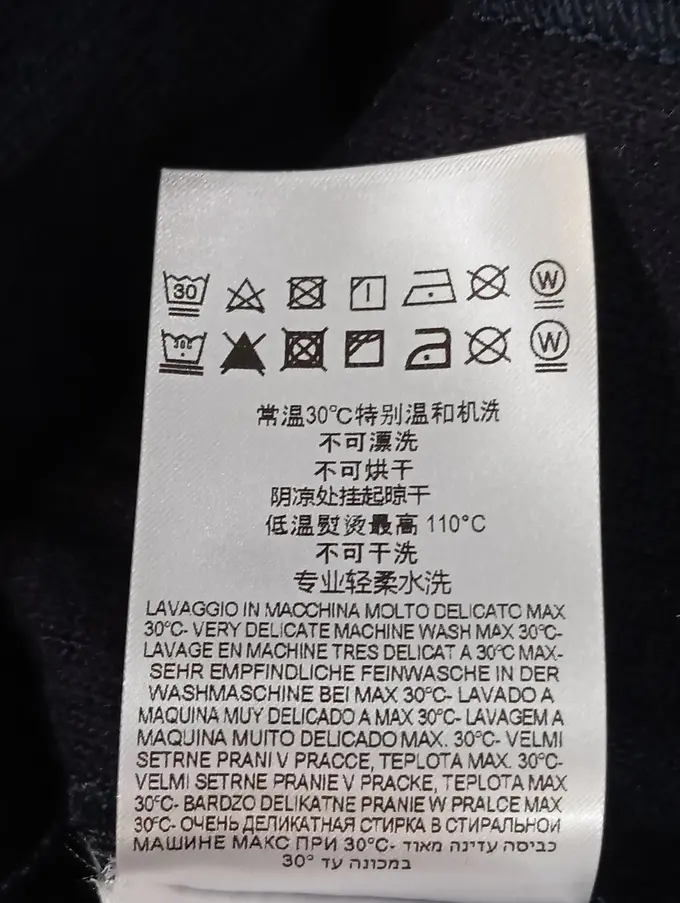 30 W
30C W
常温30℃特别温和机洗
不可漂洗
不可烘干
阴凉处挂起晾干
低温熨烫最高 110°C
不可干洗
专业轻柔水洗
LAVAGGIO IN MACCHINA MOLTO DELICATO MAX
30°C- VERY DELICATE MACHINE WASH MAX 30°C-
LAVAGE EN MACHINE TRES DELICAT A 30°C MAX-
SEHR EMPFINDLICHE FEINWASCHE IN DER
WASHMASCHINE BEI MAX 30°C- LAVADO A
MAQUINA MUY DELICADO A MAX 30°C- LAVAGEM A
MAQUINA MUITO DELICADO MAX. 30°C- VELMI
SETRNE PRANI V PRACCE, TEPLOTA MAX. 30°C-
VELMI SETRNE PRANIE V PRACKE, TEPLOTA MAX
30°C- BARDZO DELIKATNE PRANIE W PRALCE MAX
30°C- ОЧЕНЬ ДЕЛИКАТНАЯ СТИРКА В СТИРАЛЬНОЙ
МАШИНЕ МАКС ПРИ 30°C- כביסה עדינה מאוד
במכונה עד 30°